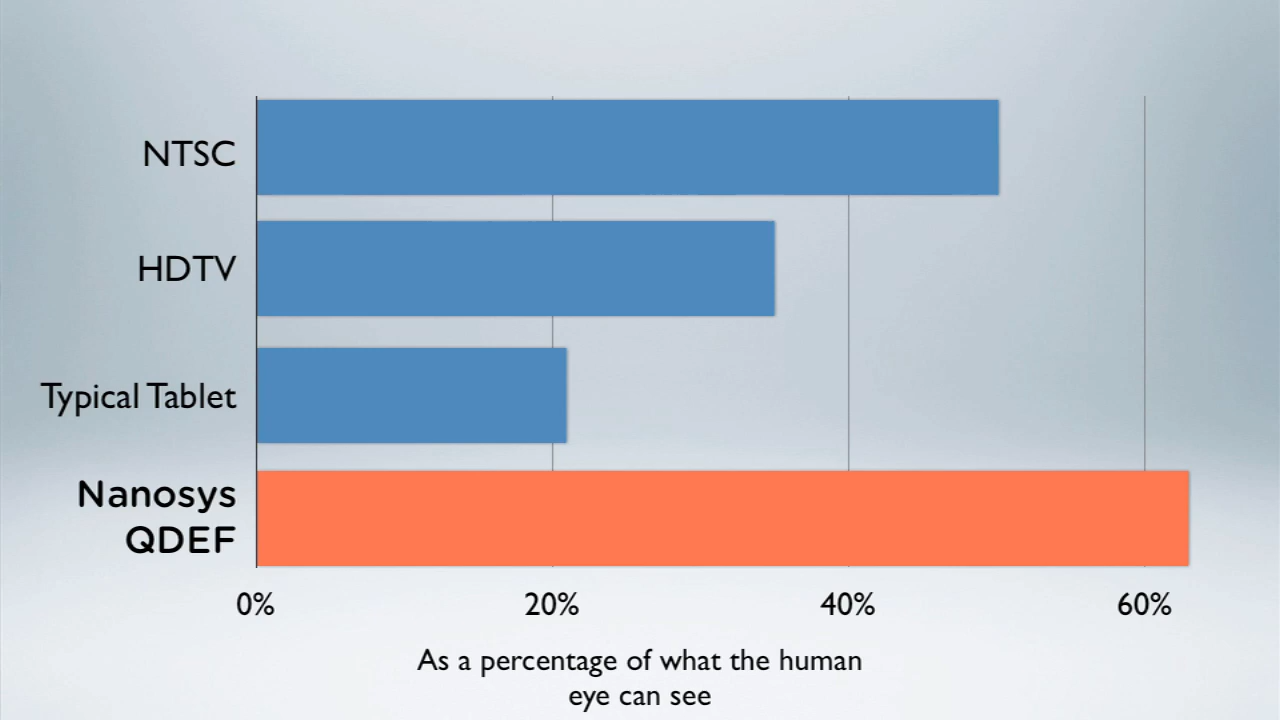 NTSC
HDTV
Typical Tablet
Nanosys
QDEF
0% 20% 40% 60%
As a percentage of what the human
eye can see